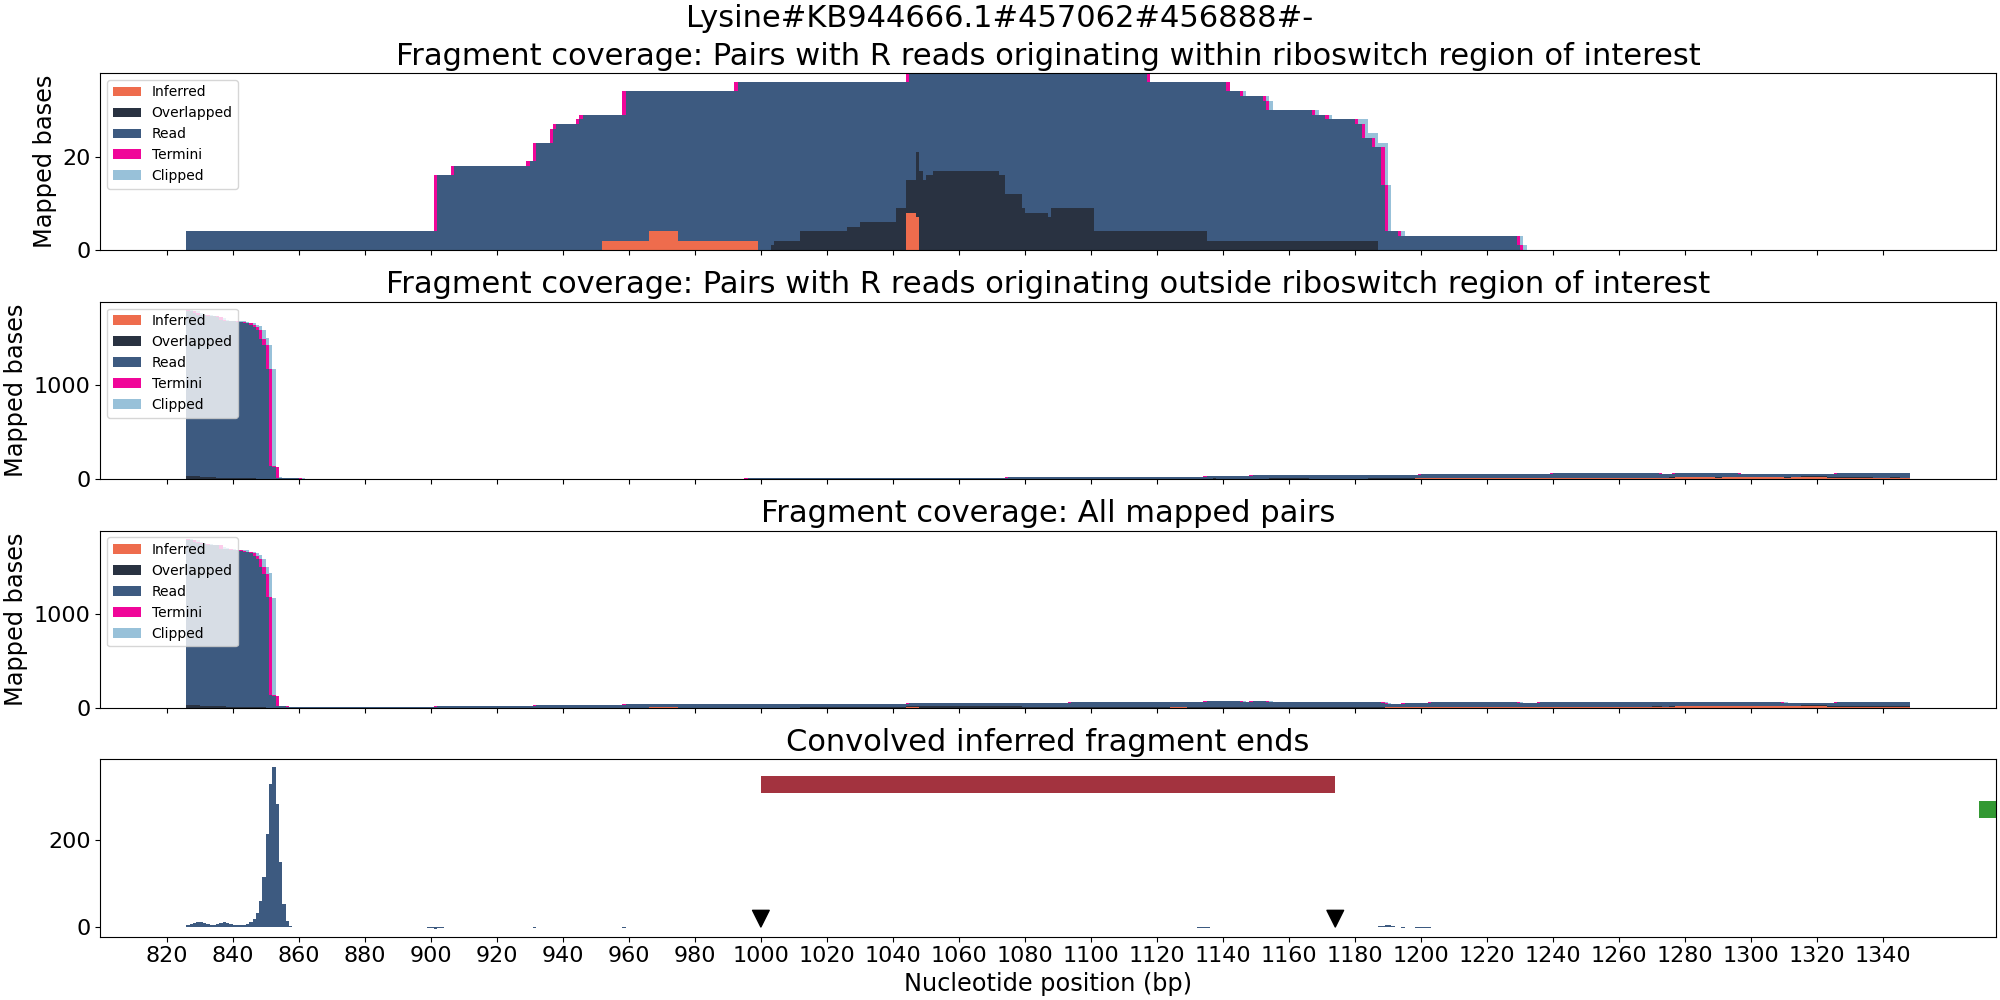 Lysine#KB944666.1#457062#456888#-
Fragment coverage: Pairs with R reads originating within riboswitch region of interest
Mapped bases
20
0
Inferred
Overlapped
Read
Termini
Clipped
Fragment coverage: Pairs with R reads originating outside riboswitch region of interest
Mapped bases
1000
0
Inferred
Overlapped
Read
Termini
Clipped
Fragment coverage: All mapped pairs
Mapped bases
1000
0
Inferred
Overlapped
Read
Termini
Clipped
Convolved inferred fragment ends
200
0
820 840 860 880 900 920 940 960 980 1000 1020 1040 1060 1080 1100 1120 1140 1160 1180 1200 1220 1240 1260 1280 1300 1320 1340
Nucleotide position (bp)